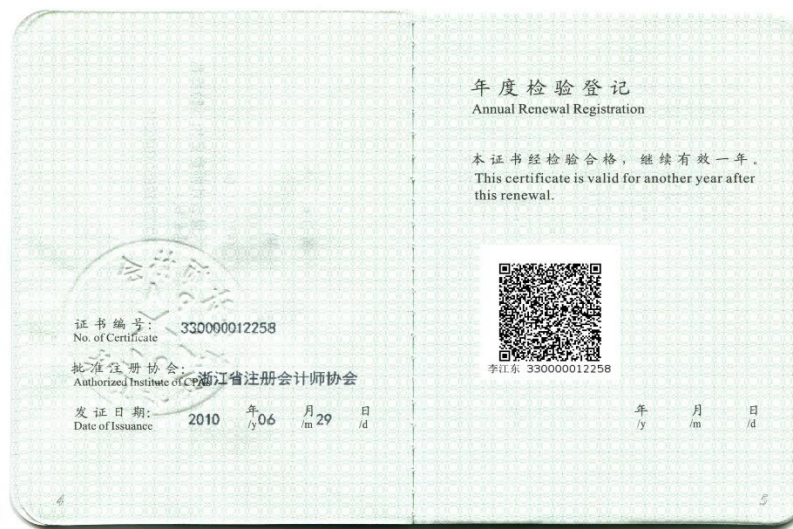 证书编号:
No. of Certificate
330000012258
批准注册协会:
Authorized Institute of CPAs
浙江省注册会计师协会
发证日期:
Date of Issuance
2010 年 06 月 29 日
/y /m /d
4
年度检验登记
Annual Renewal Registration
本证书经检验合格，继续有效一年。
This certificate is valid for another year after
this renewal.
李江东 330000012258
年 月 日
/y /m /d
5